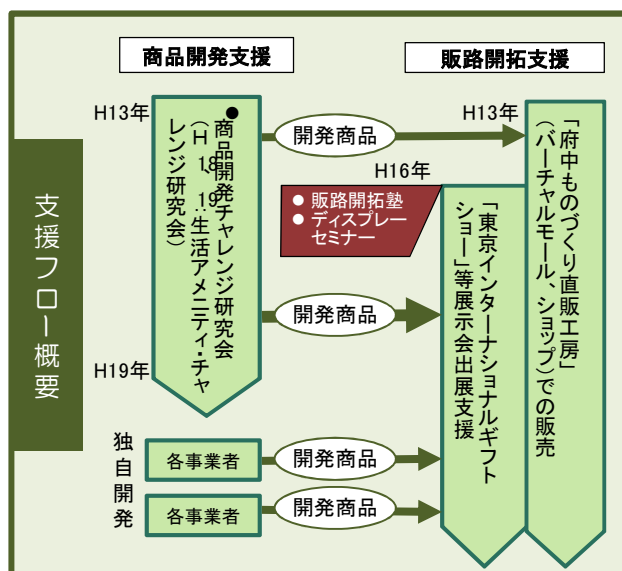 支援フロー概要
商品開発支援
販路開拓支援
H13年
●商品開発チャレンジ研究会
（H18、19：生活アメニティ・チャ
レンジ研究会）
H19年
開発商品
H13年
「府中ものづくり直販工房」
（バーチャルモール、ショップ）での販売
H16年
● 販路開拓塾
● ディスプレー
セミナー
「東京インターナショナルギフト
ショー」等展示会出展支援
開発商品
独自開発
各事業者
開発商品
各事業者
開発商品